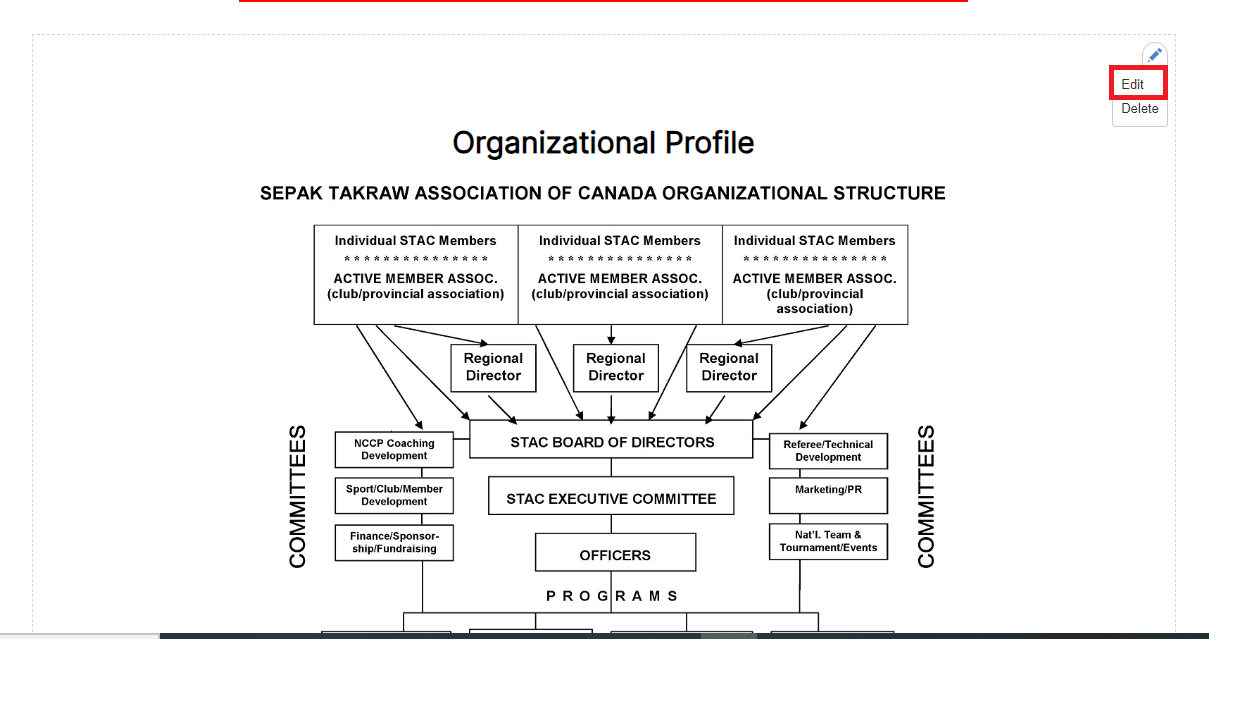 Edit
Delete
Organizational Profile
SEPAK TAKRAW ASSOCIATION OF CANADA ORGANIZATIONAL STRUCTURE
Individual STAC Members
* * * * * * * * * * * * * * *
ACTIVE MEMBER ASSOC.
(club/provincial association)
Individual STAC Members
* * * * * * * * * * * * * * *
ACTIVE MEMBER ASSOC.
(club/provincial association)
Individual STAC Members
* * * * * * * * * * * * * * *
ACTIVE MEMBER ASSOC.
(club/provincial
association)
Regional
Director
Regional
Director
Regional
Director
COMMITTEES
NCCP Coaching
Development
Sport/Club/Member
Development
Finance/Sponsor-
ship/Fundraising
STAC BOARD OF DIRECTORS
STAC EXECUTIVE COMMITTEE
OFFICERS
Referee/Technical
Development
Marketing/PR
Nat'l. Team &
Tournament/Events
COMMITTEES
P R O G R A M S